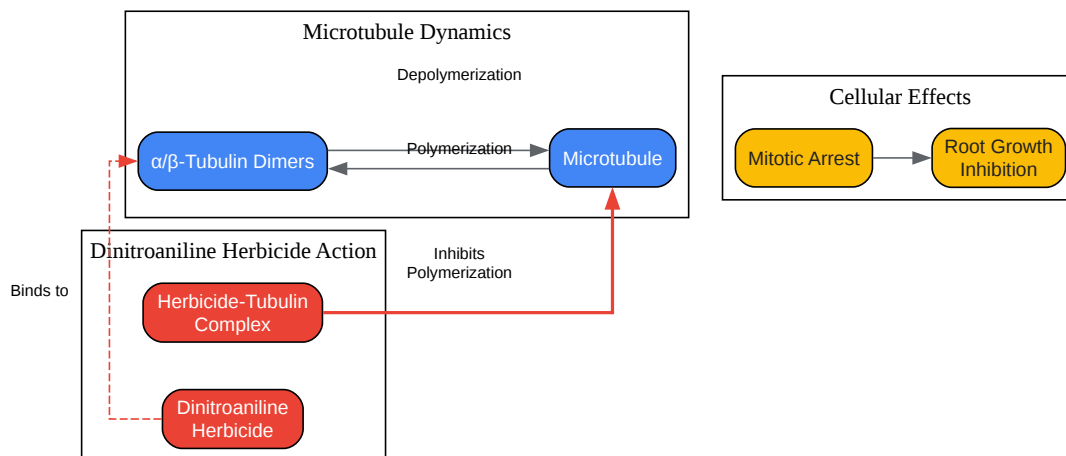 Microtubule Dynamics
Depolymerization
α/β-Tubulin Dimers
Polymerization
Microtubule
Cellular Effects
Mitotic Arrest
Root Growth
Inhibition
Dinitroaniline Herbicide Action
Inhibits
Polymerization
Binds to
Herbicide-Tubulin
Complex
Dinitroaniline
Herbicide